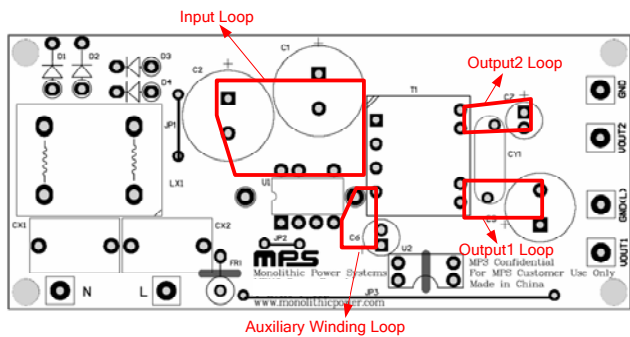 Input Loop
D1
D2
D3
D4
C2
C1
T1
Output2 Loop
C7
GND
VOUT2
JP1
CY1
LX1
U1
GND(L)
C6
CX1
CX2
JP2
U2
VOUT1
FR1
MPS
Output1 Loop
MPS Confidential
Monolithic Power Systems
For MPS Customer Use Only
Made in China
N
L
JP3
www.monolithicpower.com
Auxiliary Winding Loop